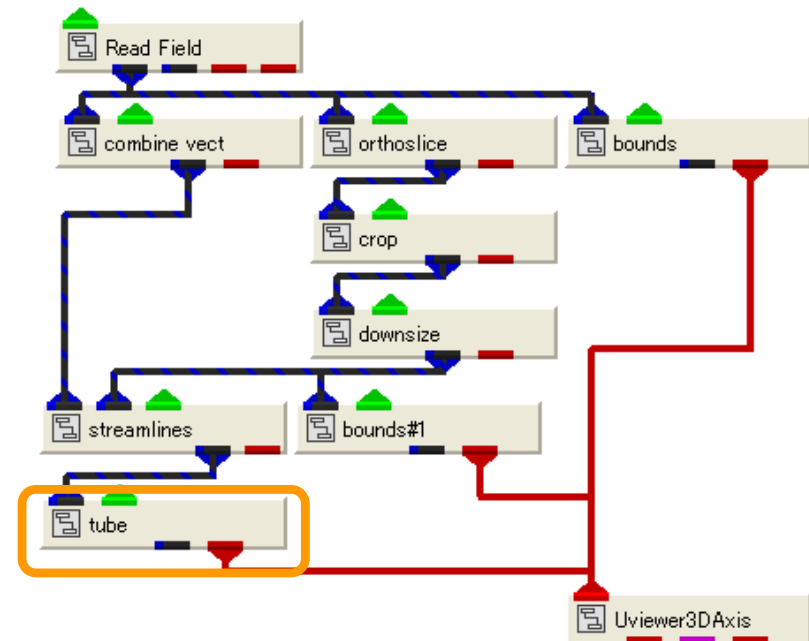 Read Field
combine vect
orthoslice
bounds
crop
downsize
streamlines
bounds#1
tube
Uviewer3DAxis